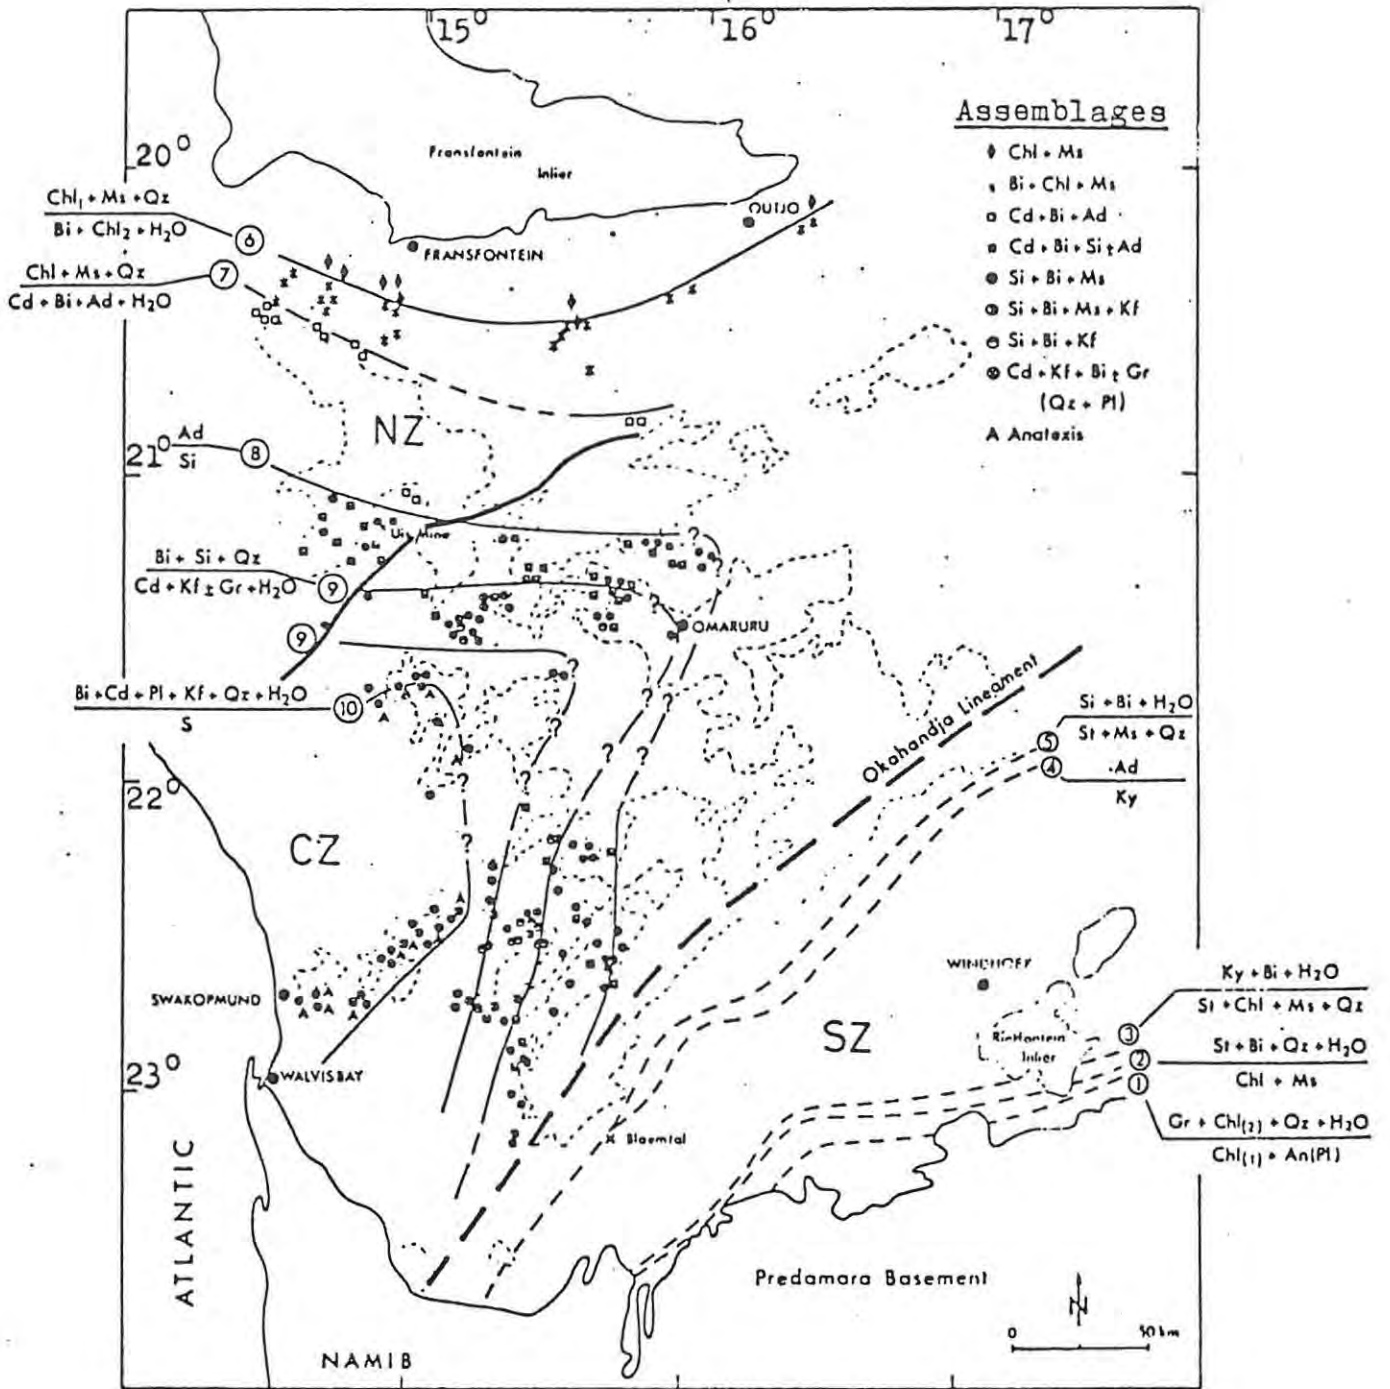 15° 16° 17°
Assemblages
Chl + Ms
Bi + Chl + Ms
Cd + Bi + Ad
Cd + Bi + Si ± Ad
Si + Bi + Ms
Si + Bi + Ms + Kf
Si + Bi + Kf
Cd + Kf + Bi ± Gr
(Qz + Pl)
A Anatexis
20°
Fransfontein
Inlier
OUTJO
FRANSFONTEIN
Chl₁ + Ms + Qz
Bi + Chl₂ + H₂O
6
Chl + Ms + Qz
Cd + Bi + Ad + H₂O
7
NZ
21°
Ad
Si
8
Uis Mine
?
Bi + Si + Qz
Cd + Kf ± Gr + H₂O
9
9
OMARURU
Bi + Cd + Pl + Kf + Qz + H₂O
S
10
A A
A
? ? ?
? ? ?
? ?
?
Okahandja Lineament
Si + Bi + H₂O
St + Ms + Qz
5
4
Ad
Ky
22°
CZ
A
A
A A
SWAKOPMUND
A A
A A
WINDHOEK
SZ
Inlier
Ky + Bi + H₂O
St + Chl + Ms + Qz
3
St + Bi + Qz + H₂O
Chl + Ms
2
1
Gr + Chl(2) + Qz + H₂O
Chl(1) + An(Pl)
23°
WALVISBAY
x Bloemtal
ATLANTIC
Predamara Basement
N
0 50 km
NAMIB